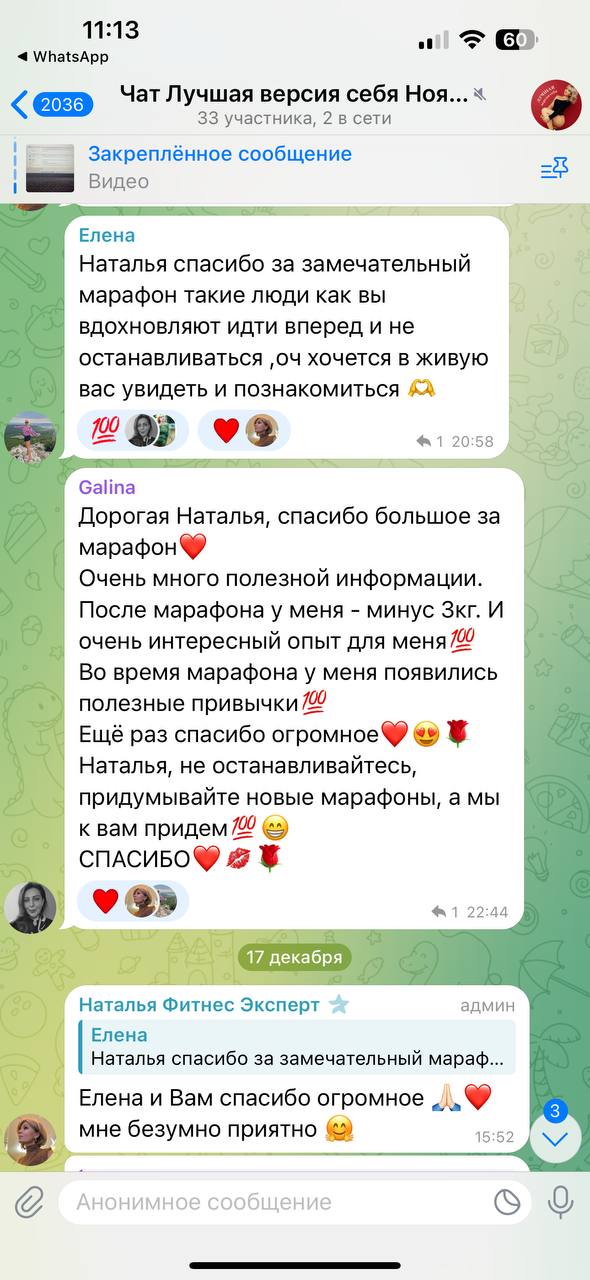 11:13
60
◀ WhatsApp
2036
Чат Лучшая версия себя Ноя...
33 участника, 2 в сети
Закреплённое сообщение
Видео
Елена
Наталья спасибо за замечательный
марафон такие люди как вы
вдохновляют идти вперед и не
останавливаться ,оч хочется в живую
вас увидеть и познакомиться 🫶
💯 ❤️ 1 20:58
Galina
Дорогая Наталья, спасибо большое за
марафон❤️
Очень много полезной информации.
После марафона у меня - минус 3кг. И
очень интересный опыт для меня💯
Во время марафона у меня появились
полезные привычки💯
Ещё раз спасибо огромное❤️😍🌹
Наталья, не останавливайтесь,
придумывайте новые марафоны, а мы
к вам придем💯😁
СПАСИБО❤️💋🌹
❤️ 1 22:44
17 декабря
Наталья Фитнес Эксперт админ
Елена
Наталья спасибо за замечательный мараф...
Елена и Вам спасибо огромное 🙏🏻❤️
мне безумно приятно 🤗
15:52
3
Анонимное сообщение